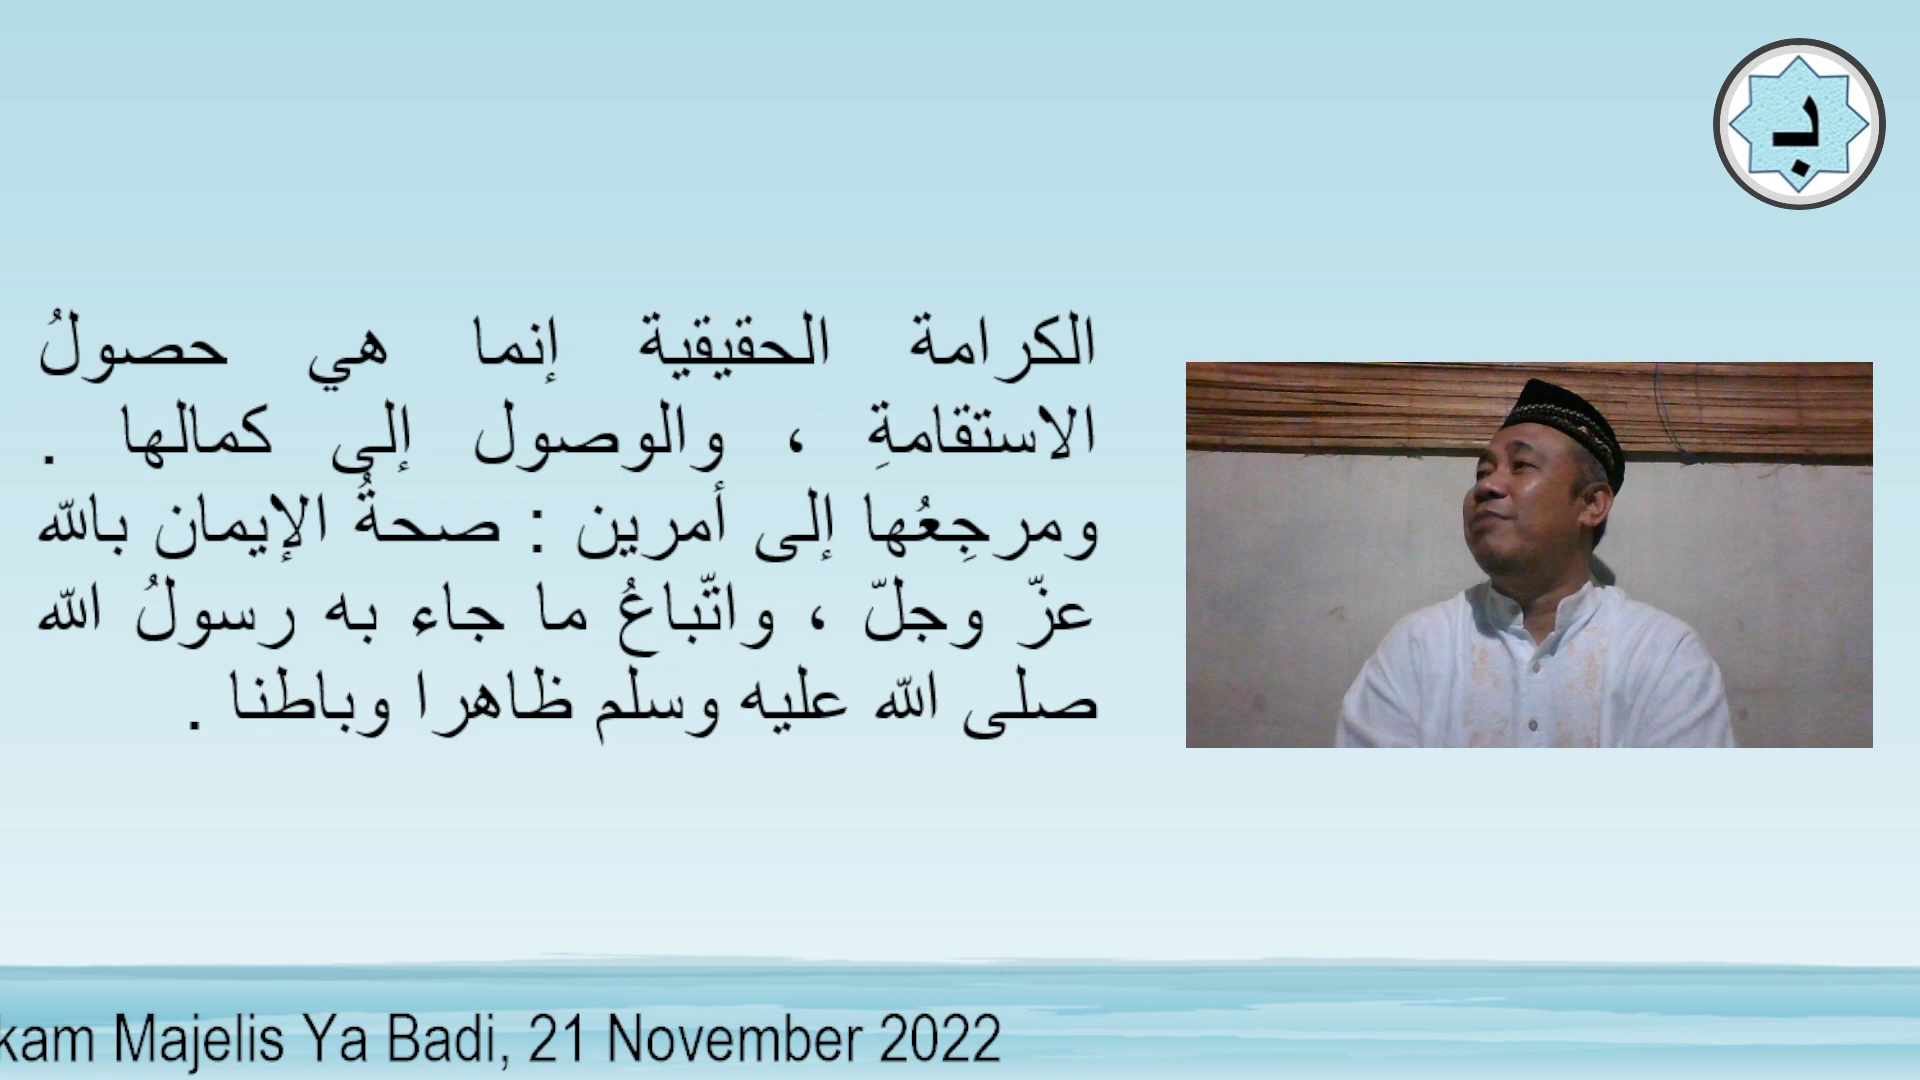 ب
الكرامة الحقيقية إنما هي حصولُ
الاستقامةِ ، والوصول إلى كمالها .
ومرجِعُها إلى أمرين : صحةُ الإيمان بالله
عزّ وجلّ ، واتّباعُ ما جاء به رسولُ الله
صلى الله عليه وسلم ظاهرا وباطنا .
kam Majelis Ya Badi, 21 November 2022